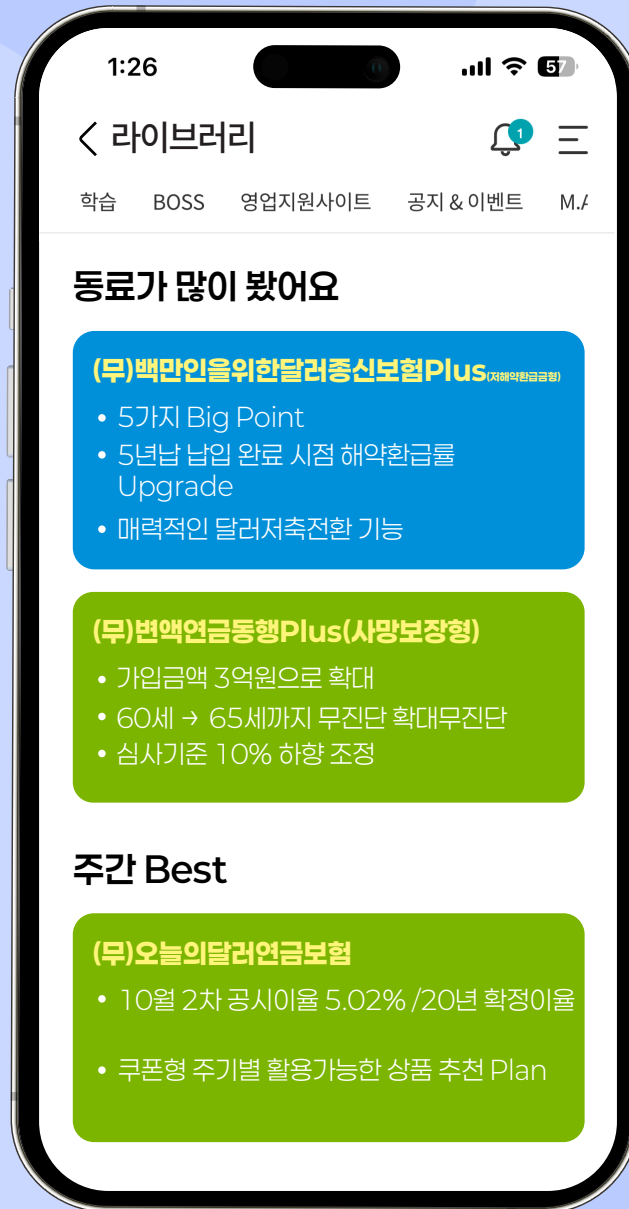 1:26
57
라이브러리
1
학습 BOSS 영업지원사이트 공지 & 이벤트 M.A
동료가 많이 봤어요
(무)백만인을위한달러종신보험Plus(저해약환급금형)
• 5가지 Big Point
• 5년납 납입 완료 시점 해약환급률
Upgrade
• 매력적인 달러저축전환 기능
(무)변액연금동행Plus(사망보장형)
• 가입금액 3억원으로 확대
• 60세 → 65세까지 무진단 확대무진단
• 심사기준 10% 하향 조정
주간 Best
(무)오늘의달러연금보험
• 10월 2차 공시이율 5.02% /20년 확정이율
• 쿠폰형 주기별 활용가능한 상품 추천 Plan